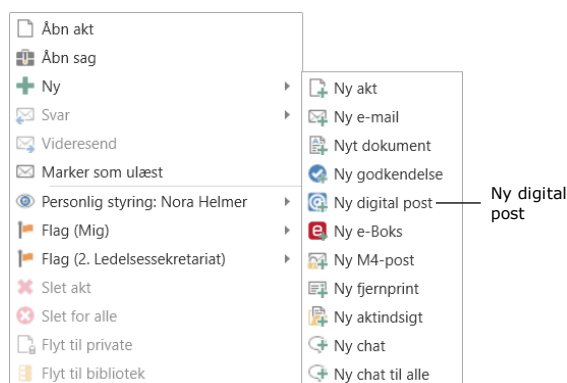 Åbn akt
Åbn sag
Ny
Svar
Videresend
Marker som ulæst
Personlig styring: Nora Helmer
Flag (Mig)
Flag (2. Ledelsessekretariat)
Slet akt
Slet for alle
Flyt til private
Flyt til bibliotek
Ny akt
Ny e-mail
Nyt dokument
Ny godkendelse
Ny digital post
Ny e-Boks
Ny M4-post
Ny fjernprint
Ny aktindsigt
Ny chat
Ny chat til alle
Ny digital
post